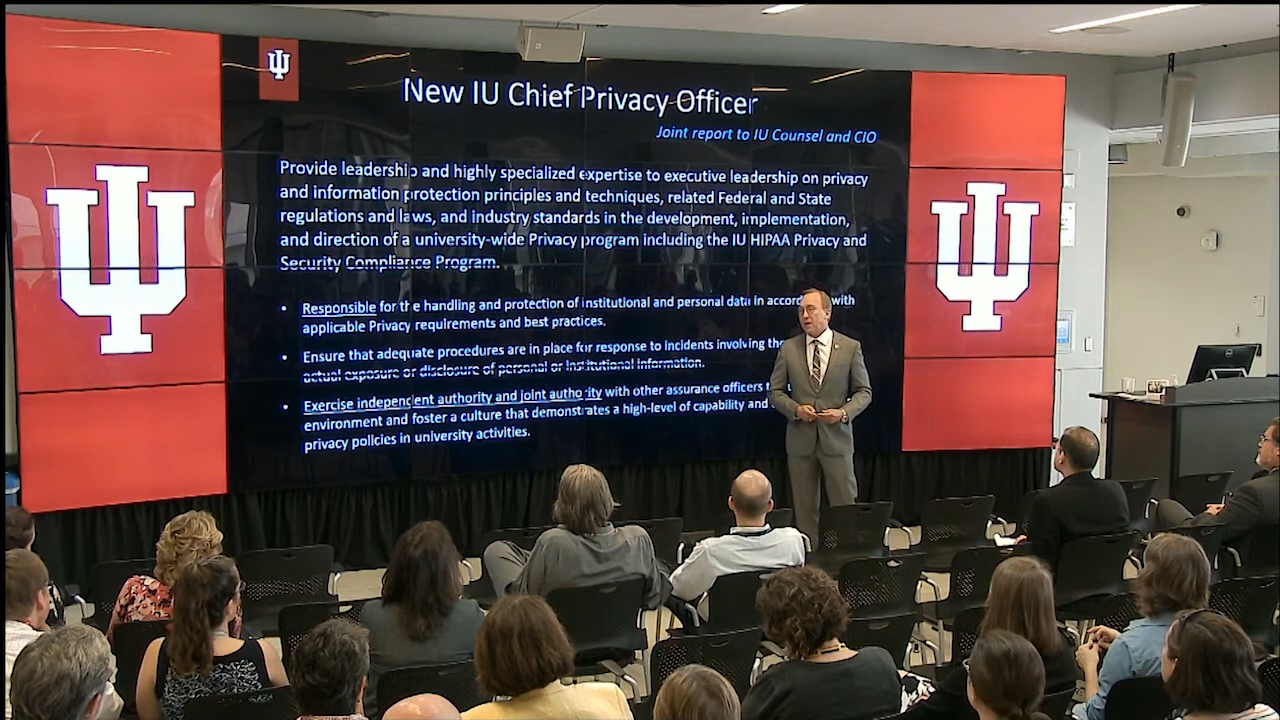 New IU Chief Privacy Officer
Joint report to IU Counsel and CIO
Provide leadership and highly specialized expertise to executive leadership on privacy
and information protection principles and techniques, related Federal and State
regulations and laws, and industry standards in the development, implementation,
and direction of a university-wide Privacy program including the IU HIPAA Privacy and
Security Compliance Program.
• Responsible for the handling and protection of institutional and personal data in with
applicable Privacy requirements and best practices.
• Ensure that adequate procedures are in place for response to incidents involving the
actual exposure or disclosure of personal or institutional information.
• Exercise independent authority and joint authority with other assurance officers
environment and foster a culture that demonstrates a high-level of capability and
privacy policies in university activities.